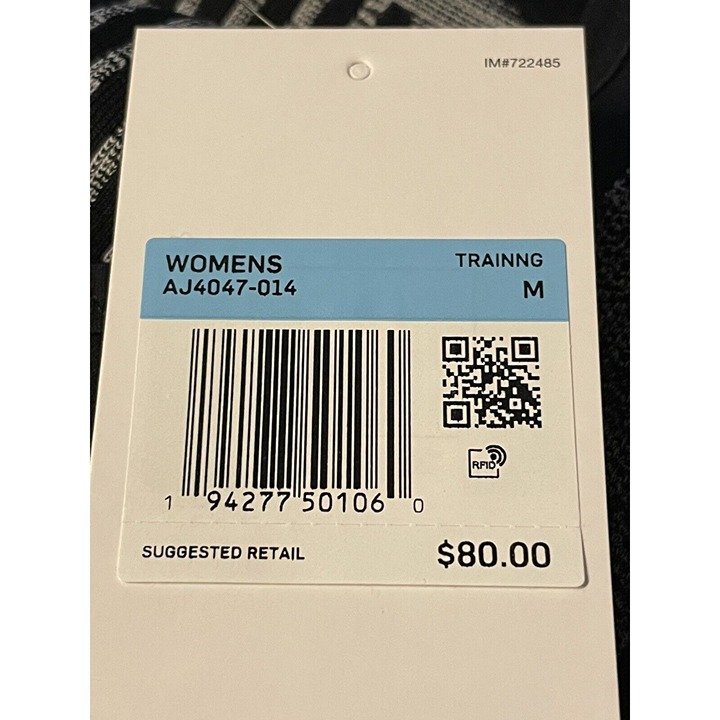 IM#722485
WOMENS TRAINNG
AJ4047-014 M
RFID
1 94277 50106 0
SUGGESTED RETAIL $80.00